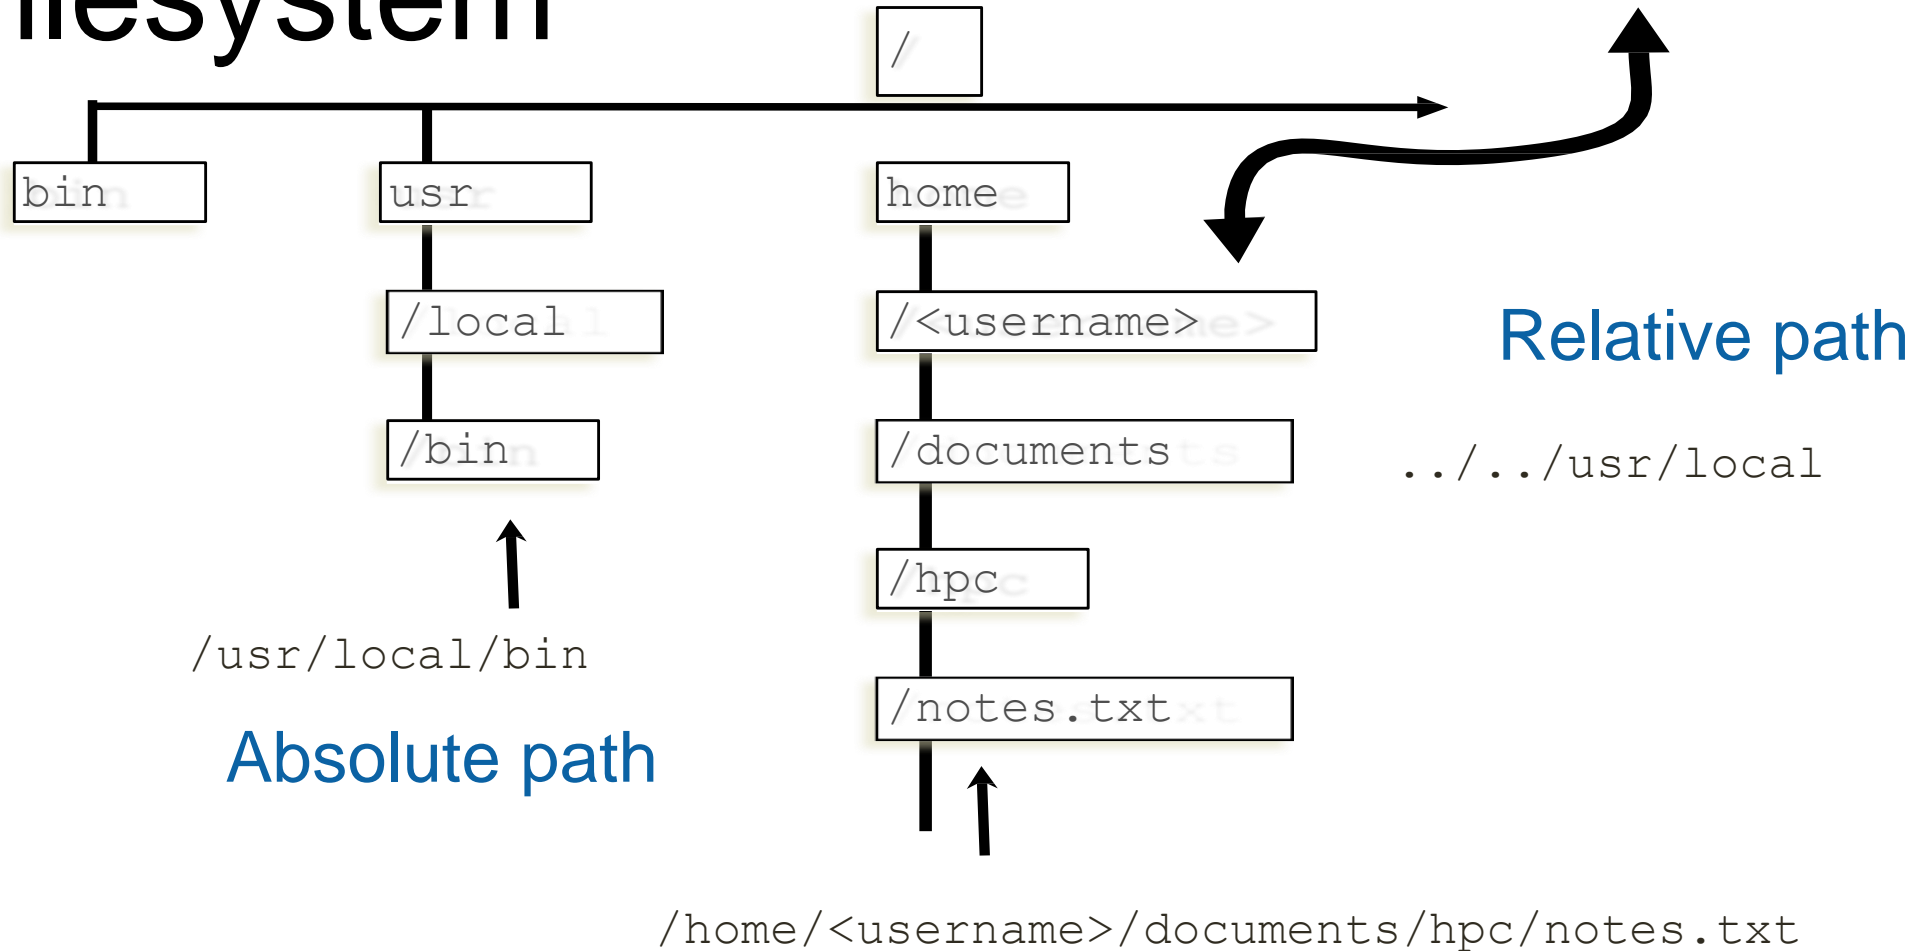 filesystem
/
bin
usr
home
/local
/<username>
Relative path
/bin
/documents
../../usr/local
/hpc
/usr/local/bin
/notes.txt
Absolute path
/home/<username>/documents/hpc/notes.txt